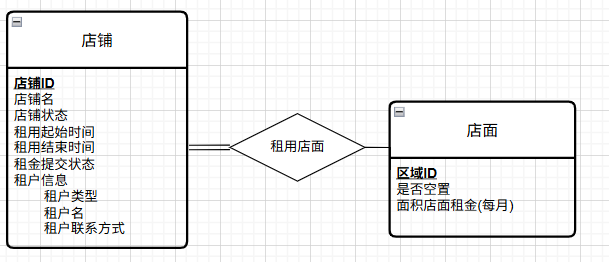 店铺
店铺ID
店铺名
店铺状态
租用起始时间
租用结束时间
租金提交状态
租户信息
租户类型
租户名
租户联系方式
租用店面
店面
区域ID
是否空置
面积店面租金(每月)